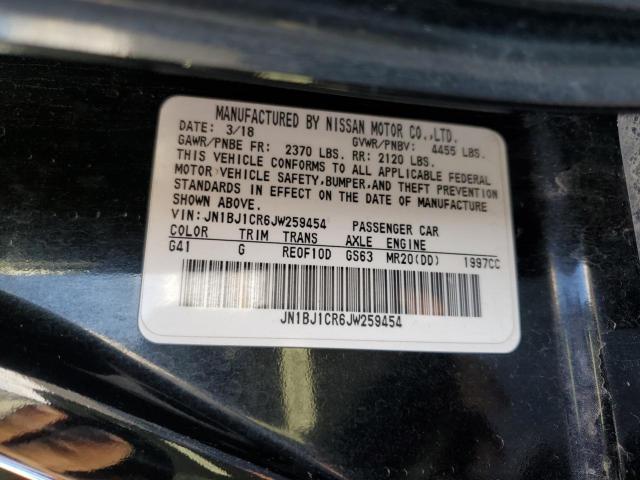 MANUFACTURED BY NISSAN MOTOR CO.,LTD.
DATE: 3/18 GVWR/PNBV: 4455 LBS.
GAWR/PNBE FR: 2370 LBS. RR: 2120 LBS.
THIS VEHICLE CONFORMS TO ALL APPLICABLE FEDERAL
MOTOR VEHICLE SAFETY,BUMPER,AND THEFT PREVENTION
STANDARDS IN EFFECT ON THE DATE OF MANUFACTURE
SHOWN ABOVE.
VIN: JN1BJ1CR6JW259454 PASSENGER CAR
COLOR TRIM TRANS AXLE ENGINE
G41 G RE0F10D GS63 MR20(DD) 1997CC
JN1BJ1CR6JW259454